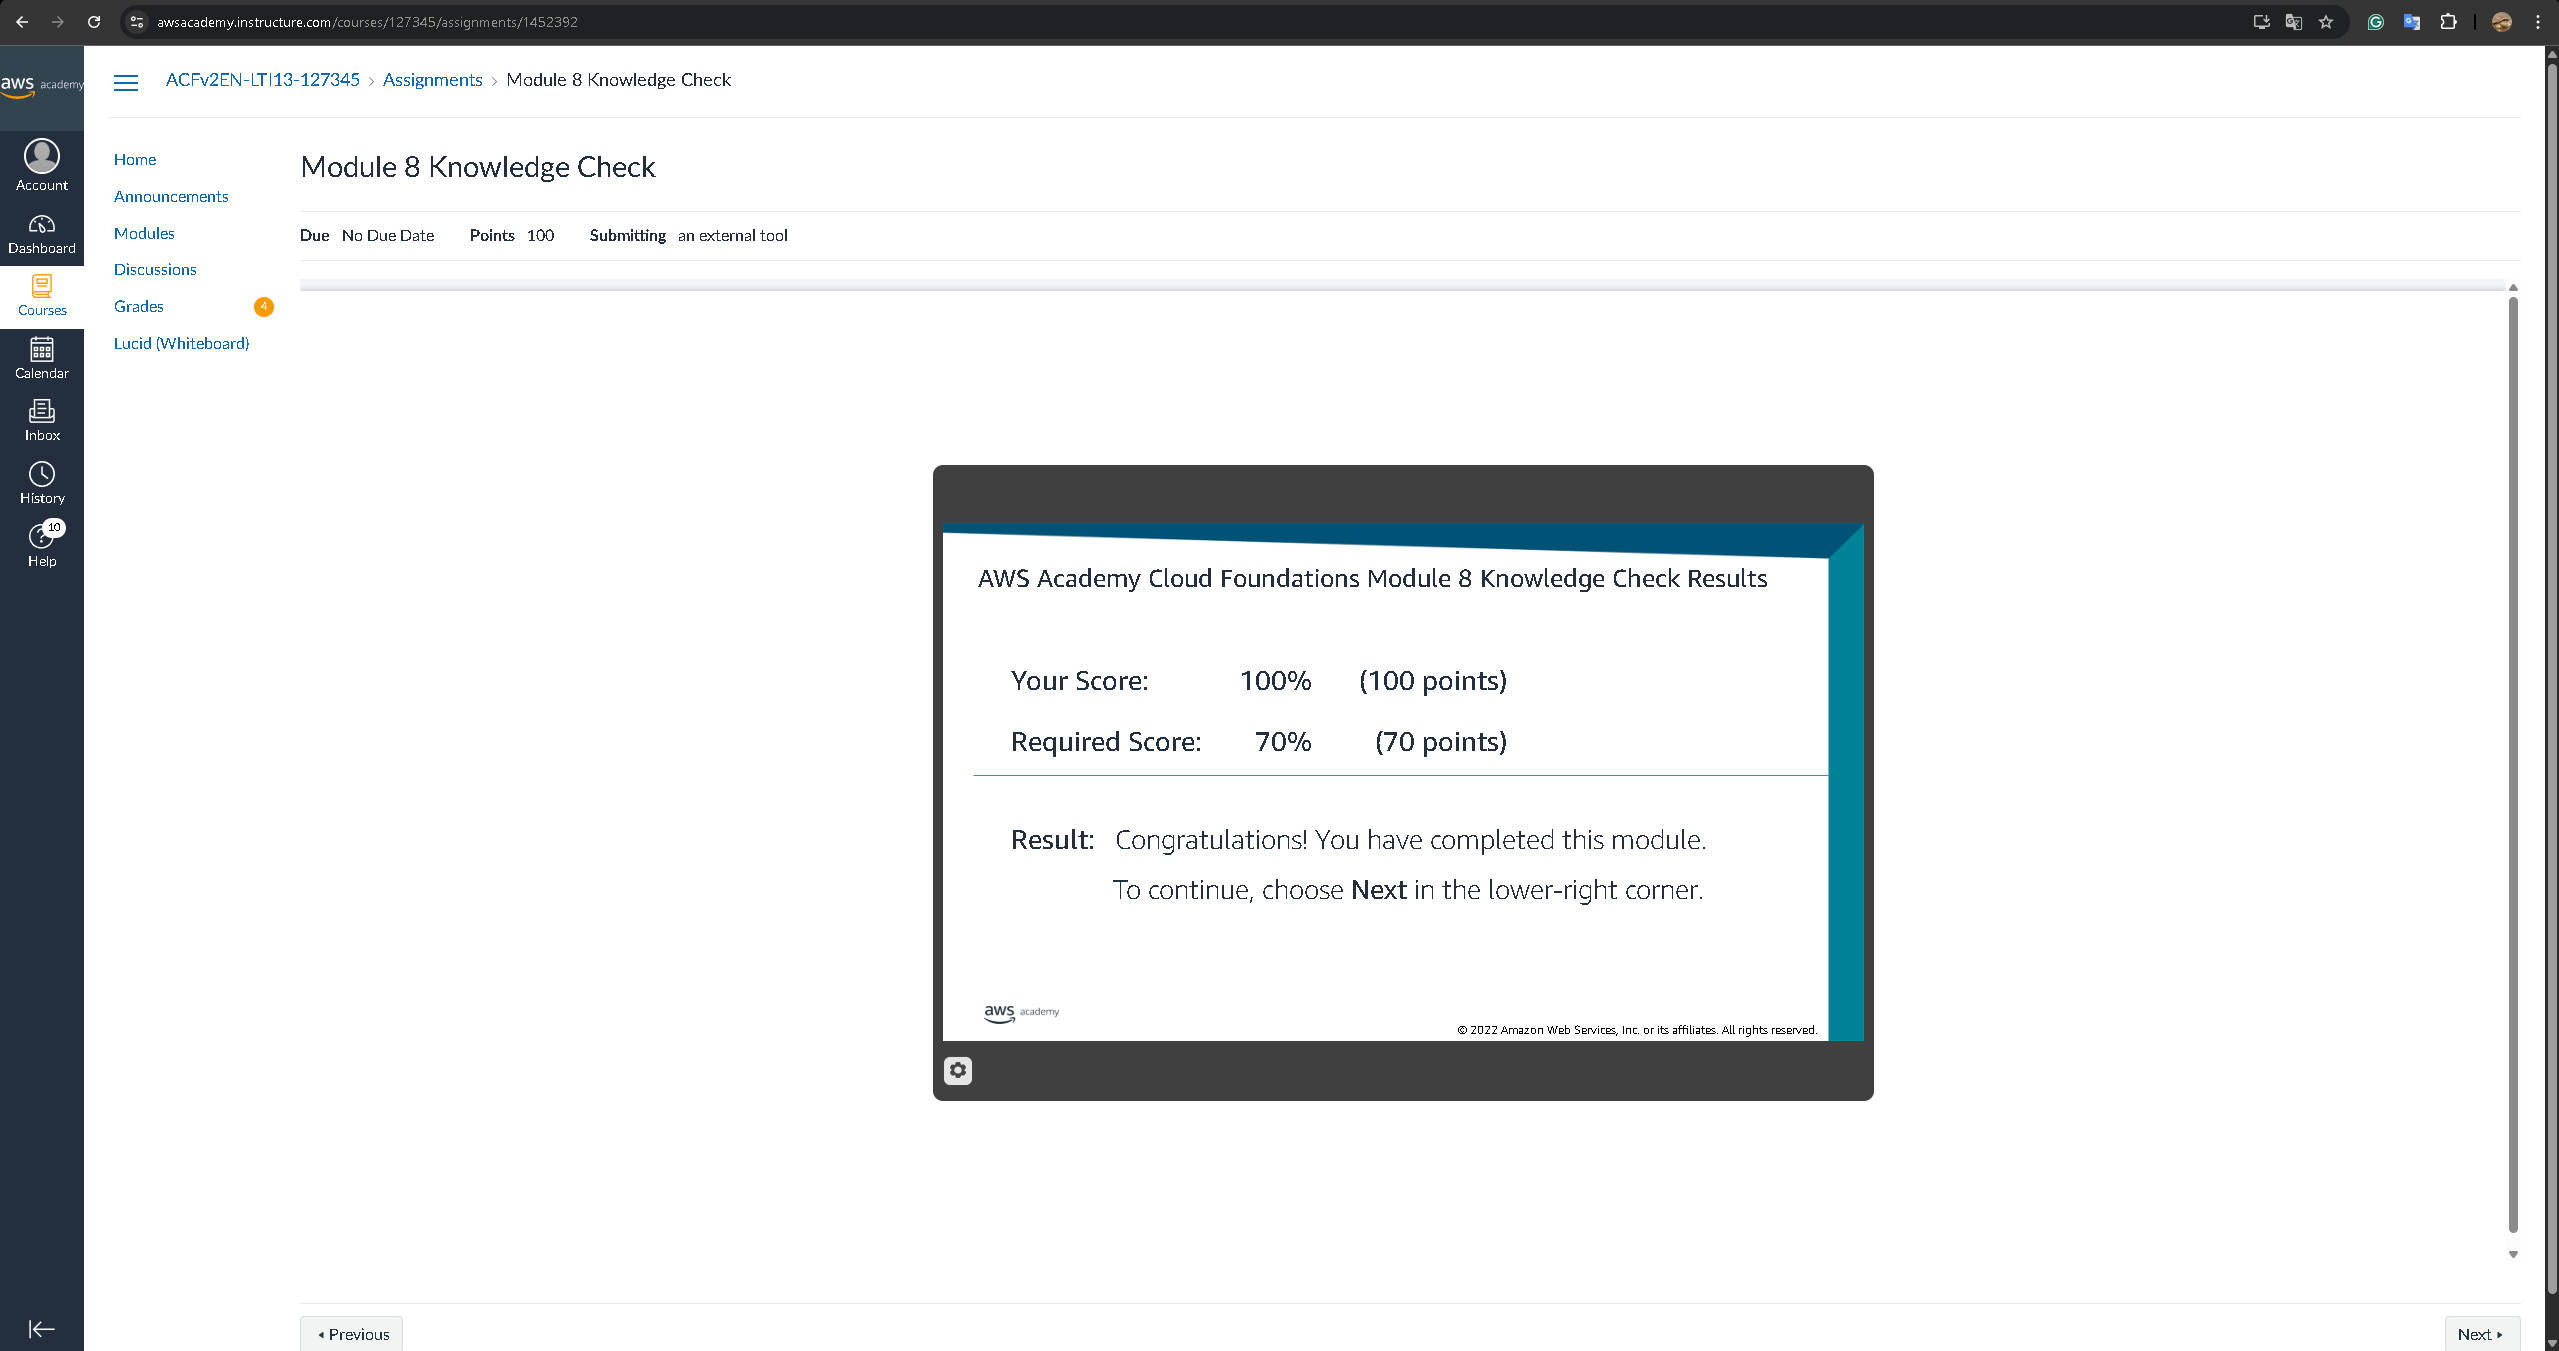 awsacademy.instructure.com/courses/127345/assignments/1452392
aws academy
ACFv2EN-LTI13-127345 › Assignments › Module 8 Knowledge Check
Account
Dashboard
Courses
Calendar
Inbox
History
10
Help
Home
Announcements
Modules
Discussions
Grades 4
Lucid (Whiteboard)
Module 8 Knowledge Check
Due No Due Date Points 100 Submitting an external tool
AWS Academy Cloud Foundations Module 8 Knowledge Check Results
Your Score: 100% (100 points)
Required Score: 70% (70 points)
Result: Congratulations! You have completed this module.
To continue, choose Next in the lower-right corner.
aws academy
© 2022 Amazon Web Services, Inc. or its affiliates. All rights reserved.
Previous
Next